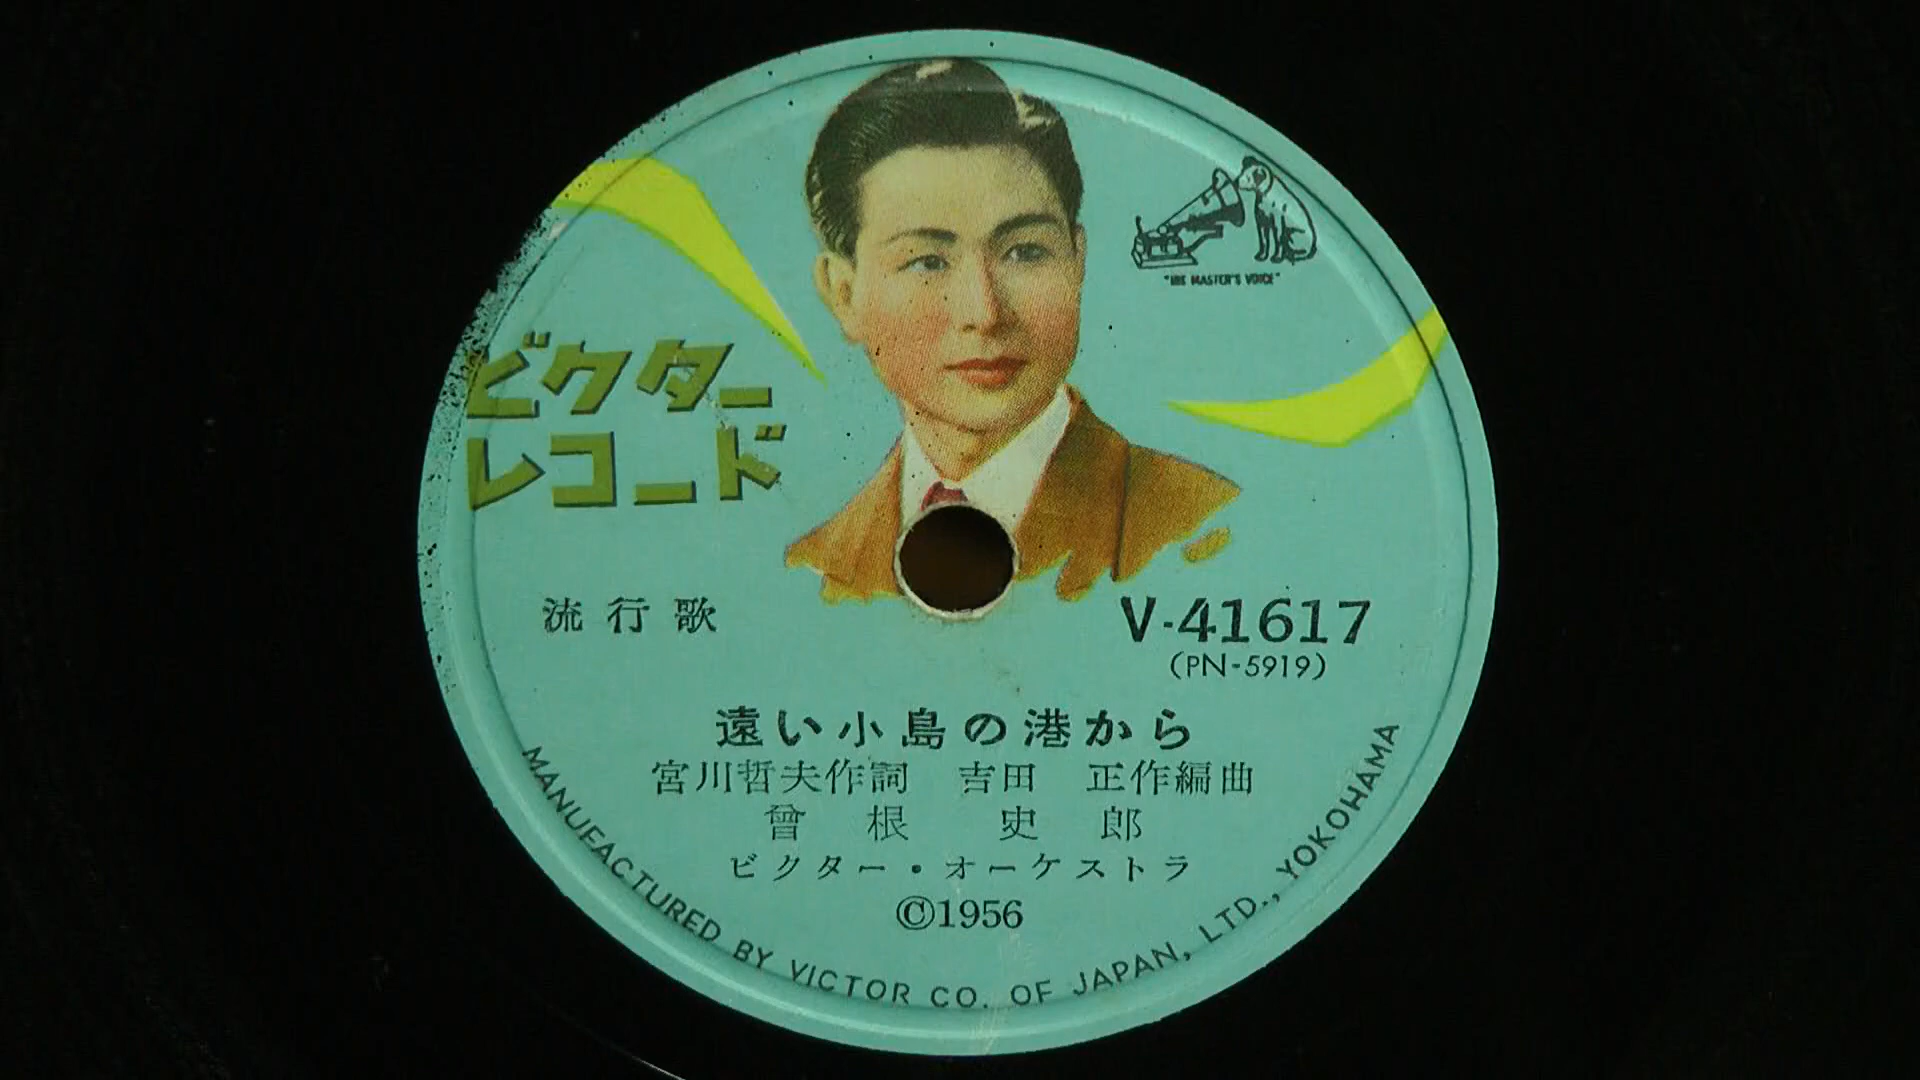 "HIS MASTER'S VOICE"
ビクター
レコード
流行歌
V-41617
(PN-5919)
遠い小島の港から
宮川哲夫作詞 吉田 正作編曲
曾根 史郎
ビクター・オーケストラ
©1956
MANUFACTURED BY VICTOR CO. OF JAPAN, LTD., YOKOHAMA